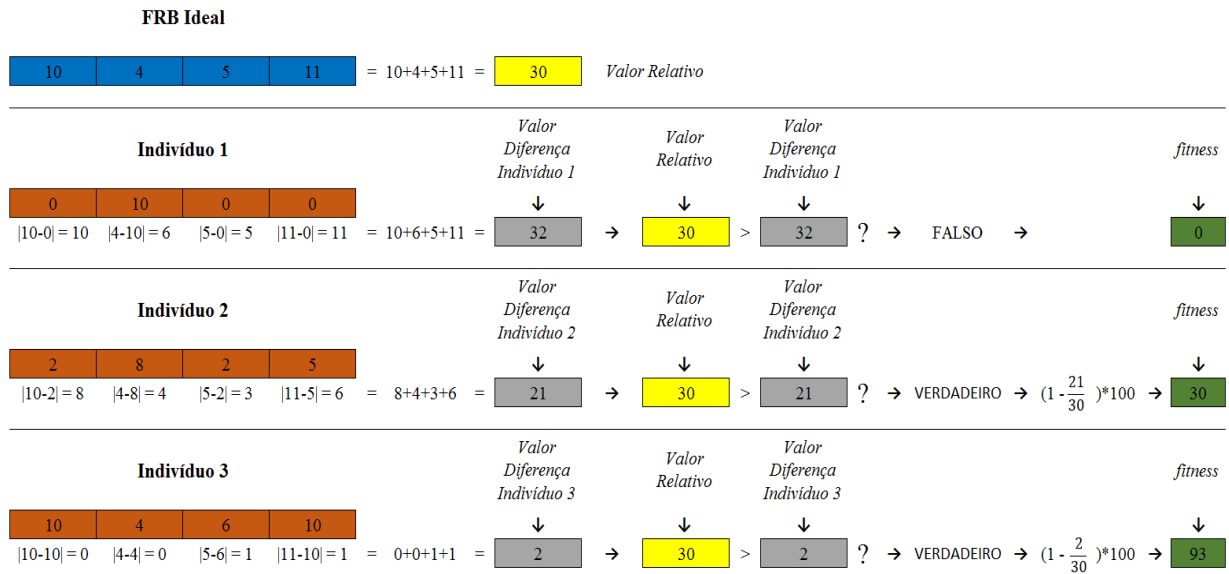 FRB Ideal
10 4 5 11 = 10+4+5+11 = 30 Valor Relativo
Valor
Diferença
Indivíduo 1
Valor
Relativo
Valor
Diferença
Indivíduo 1
Indivíduo 1
fitness
0 10 0 0 ↓ ↓ ↓ ↓
|10-0| = 10 |4-10| = 6 |5-0| = 5 |11-0| = 11 = 10+6+5+11 = 32 → 30 > 32 ? → FALSO → 0
Valor
Diferença
Indivíduo 2
Valor
Relativo
Valor
Diferença
Indivíduo 2
Indivíduo 2
fitness
2 8 2 5 ↓ ↓ ↓ ↓
|10-2| = 8 |4-8| = 4 |5-2| = 3 |11-5| = 6 = 8+4+3+6 = 21 → 30 > 21 ? → VERDADEIRO → (1 - 21/30 )*100 → 30
Valor
Diferença
Indivíduo 3
Valor
Relativo
Valor
Diferença
Indivíduo 3
Indivíduo 3
fitness
10 4 6 10 ↓ ↓ ↓ ↓
|10-10| = 0 |4-4| = 0 |5-6| = 1 |11-10| = 1 = 0+0+1+1 = 2 → 30 > 2 ? → VERDADEIRO → (1 - 2/30 )*100 → 93